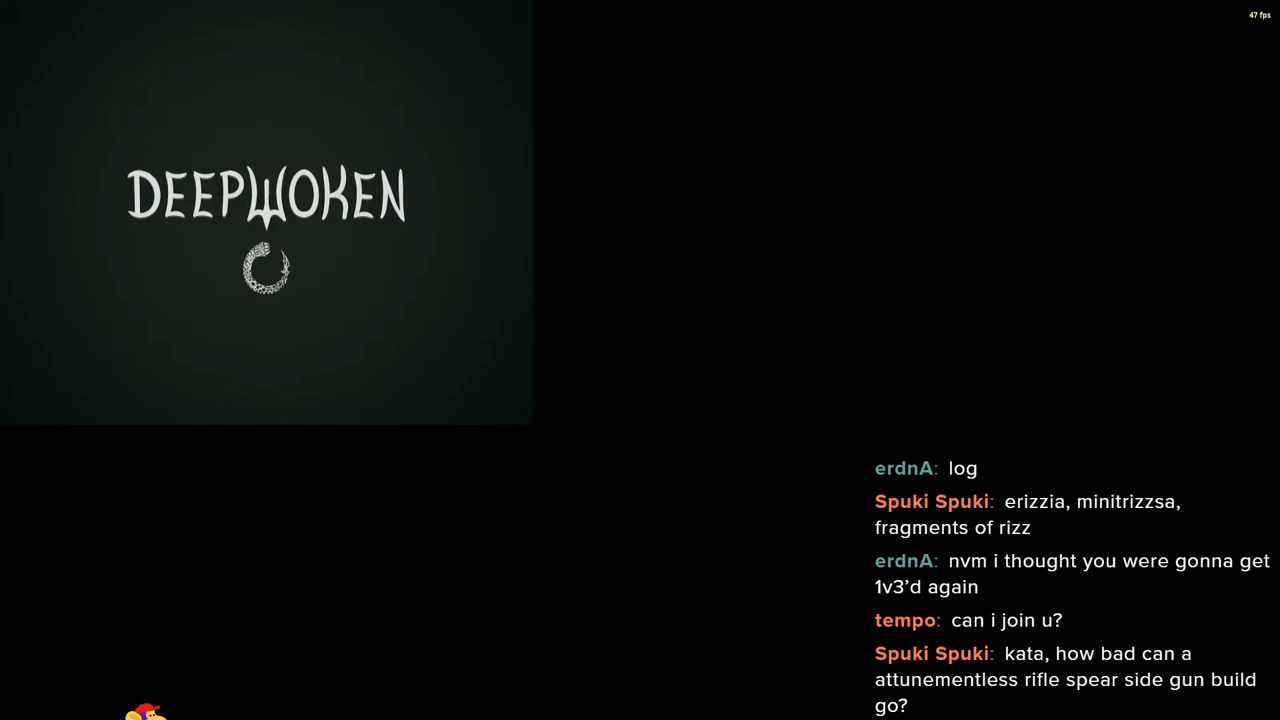 47 fps
DEEPWOKEN
erdnA: log
Spuki Spuki: erizzia, minitrizzsa,
fragments of rizz
erdnA: nvm i thought you were gonna get
1v3’d again
tempo: can i join u?
Spuki Spuki: kata, how bad can a
attunementless rifle spear side gun build
go?